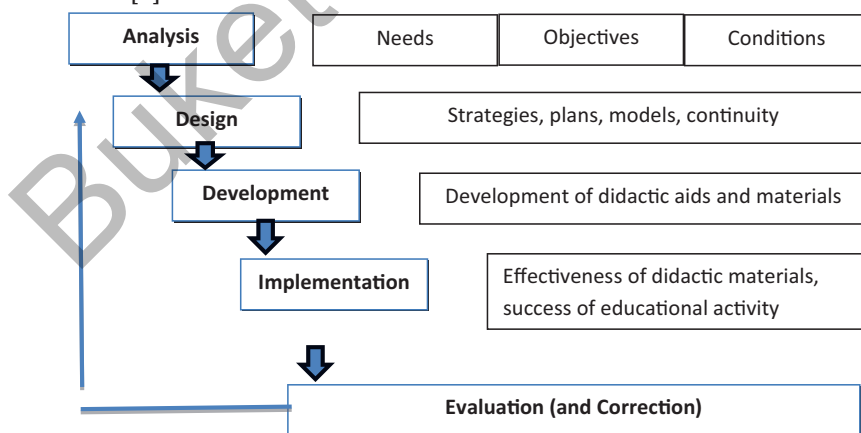 Analysis
Needs
Objectives
Conditions
Design
Strategies, plans, models, continuity
Development
Development of didactic aids and materials
Implementation
Effectiveness of didactic materials,
success of educational activity
Evaluation (and Correction)
Buket